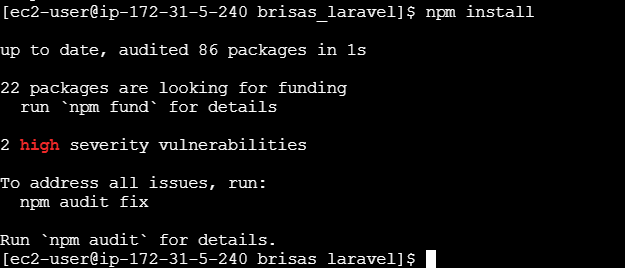 [ec2-user@ip-172-31-5-240 brisas_laravel]$ npm install
up to date, audited 86 packages in 1s
22 packages are looking for funding
run `npm fund` for details
2 high severity vulnerabilities
To address all issues, run:
npm audit fix
Run `npm audit` for details.
[ec2-user@ip-172-31-5-240 brisas_laravel]$